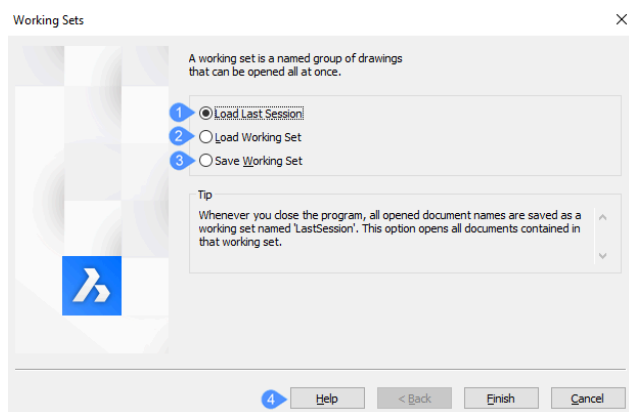 Working Sets
A working set is a named group of drawings
that can be opened all at once.
1 Load Last Session
2 Load Working Set
3 Save Working Set
Tip
Whenever you close the program, all opened document names are saved as a
working set named 'LastSession'. This option opens all documents contained in
that working set.
4 Help < Back Finish Cancel